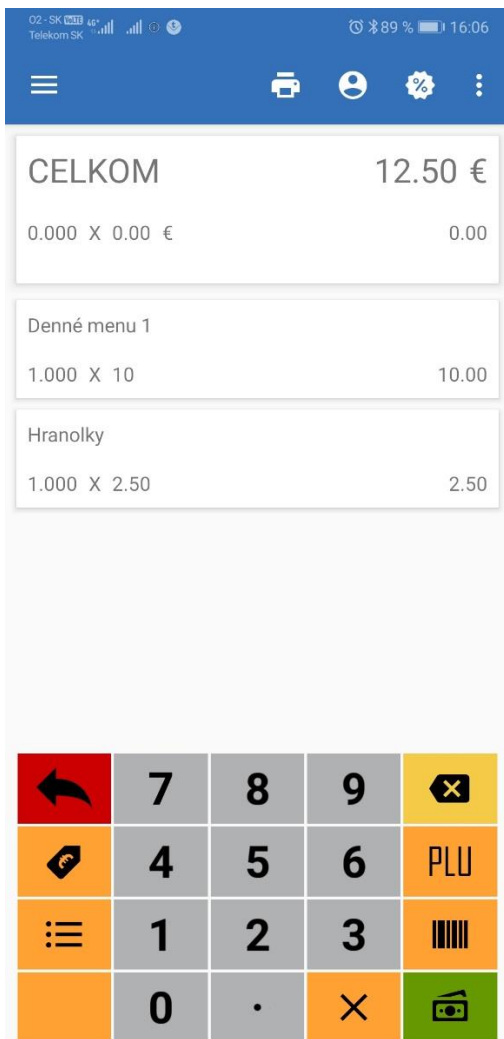 O2 - SK VoLTE 4G+
Telekom SK
89 % 16:06
%
CELKOM 12.50 €
0.000 X 0.00 € 0.00
Denné menu 1
1.000 X 10 10.00
Hranolky
1.000 X 2.50 2.50
7 8 9
4 5 6 PLU
1 2 3
0 .